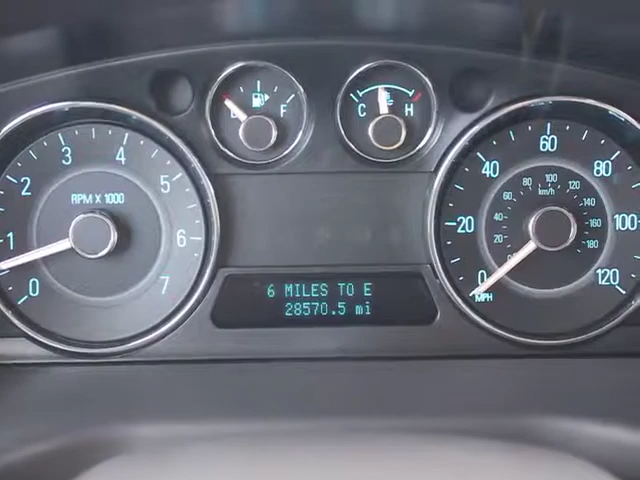 E F
C H
RPM X 1000
0 1 2 3 4 5 6 7
0 20 40 60 80 100 120
MPH
20 40 60 80 100 120 140 160 180
km/h
6 MILES TO E
28570.5 mi